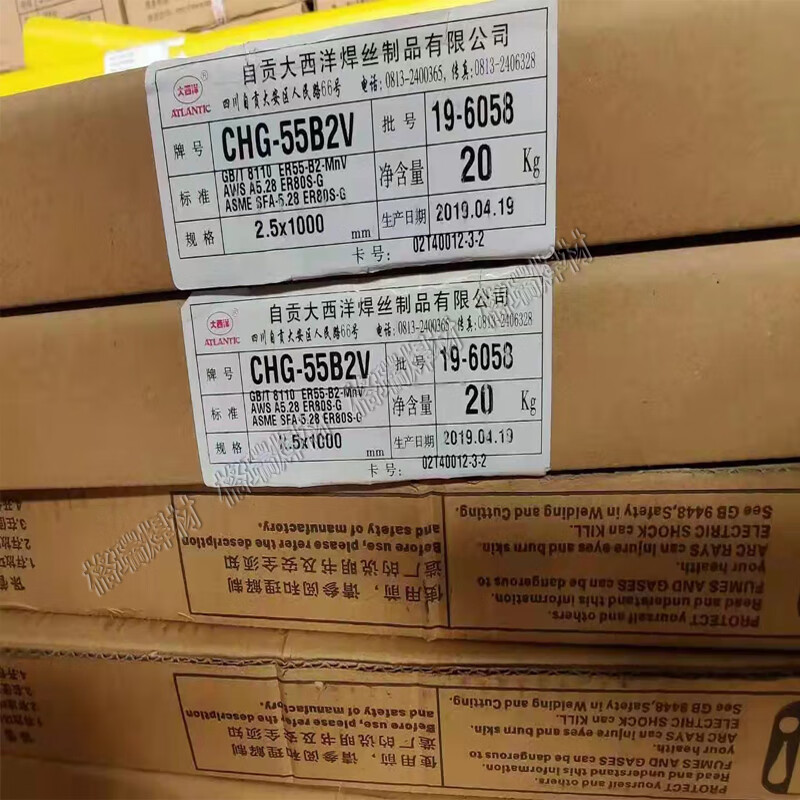 自贡大西洋焊丝制品有限公司
四川自贡大安区人民路66号 电话:0813-2400365,传真:0813-2406328
大西洋
ATLANTIC
牌号 CHG-55B2V 批号 19-6058
标准 GB/T 8110 ER55-B2-MnV
AWS A5.28 ER80S-G
ASME SFA-5.28 ER80S-G
净含量 20 Kg
规格 2.5x1000 mm 生产日期 2019.04.19
卡号: 02T40012-3-2
自贡大西洋焊丝制品有限公司
四川自贡大安区人民路66号 电话:0813-2400365,传真:0813-2406328
大西洋
ATLANTIC
牌号 CHG-55B2V 批号 19-6058
标准 GB/T 8110 ER55-B2-MnV
AWS A5.28 ER80S-G
ASME SFA-5.28 ER80S-G
净含量 20 Kg
规格 2.5x1000 mm 生产日期 2019.04.19
卡号: 02T40012-3-2
PROTECT yourself and others.
Read and understand this information
FUMES AND GASES can be dangerous to
your health.
ARC RAYS can injure eyes and burn skin.
ELECTRIC SHOCK can KILL.
See GB 9448,Safety in Welding and Cutting.
使用前,请参阅和理解制
造厂的说明书及安全须知
Before use, please refer the description
and safety of manufactory.
PROTECT yourself and others.
Read and understand this information
FUMES AND GASES can be dangerous to
your health.
ARC RAYS can injure eyes and burn skin.
ELECTRIC SHOCK can KILL.
See GB 9448,Safety in Welding and Cutting.
使用前,请参阅和理解制
造厂的说明书及安全须知
Before use, please refer the description
and safety of manufactory.